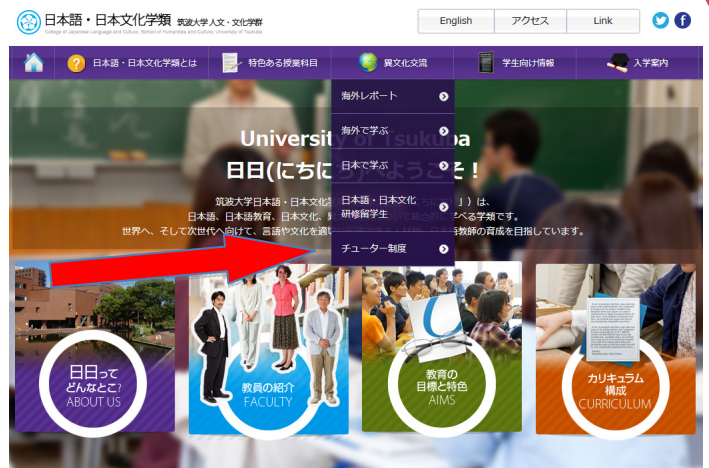 日本語・日本文化学類 筑波大学人文・文化学群
College of Japanese Language and Culture, School of Humanities and Culture, University of Tsukuba
English
アクセス
Link
日本語・日本文化学類とは
特色ある授業科目
異文化交流
学生向け情報
入学案内
海外レポート
海外で学ぶ
日本で学ぶ
日本語・日本文化
研修留学生
チューター制度
University of Tsukuba
日日(にちにち)へようこそ！
筑波大学日本語・日本文化学 」）は、
日本語、日本語教育、日本文化、 学べる学類です。
世界へ、そして次世代へ向けて、言語や文化を通 日本語教師の育成を目指しています。
日日って
どんなとこ?
ABOUT US
教員の紹介
FACULTY
教育の
目標と特色
AIMS
カリキュラム
構成
CURRICULUM